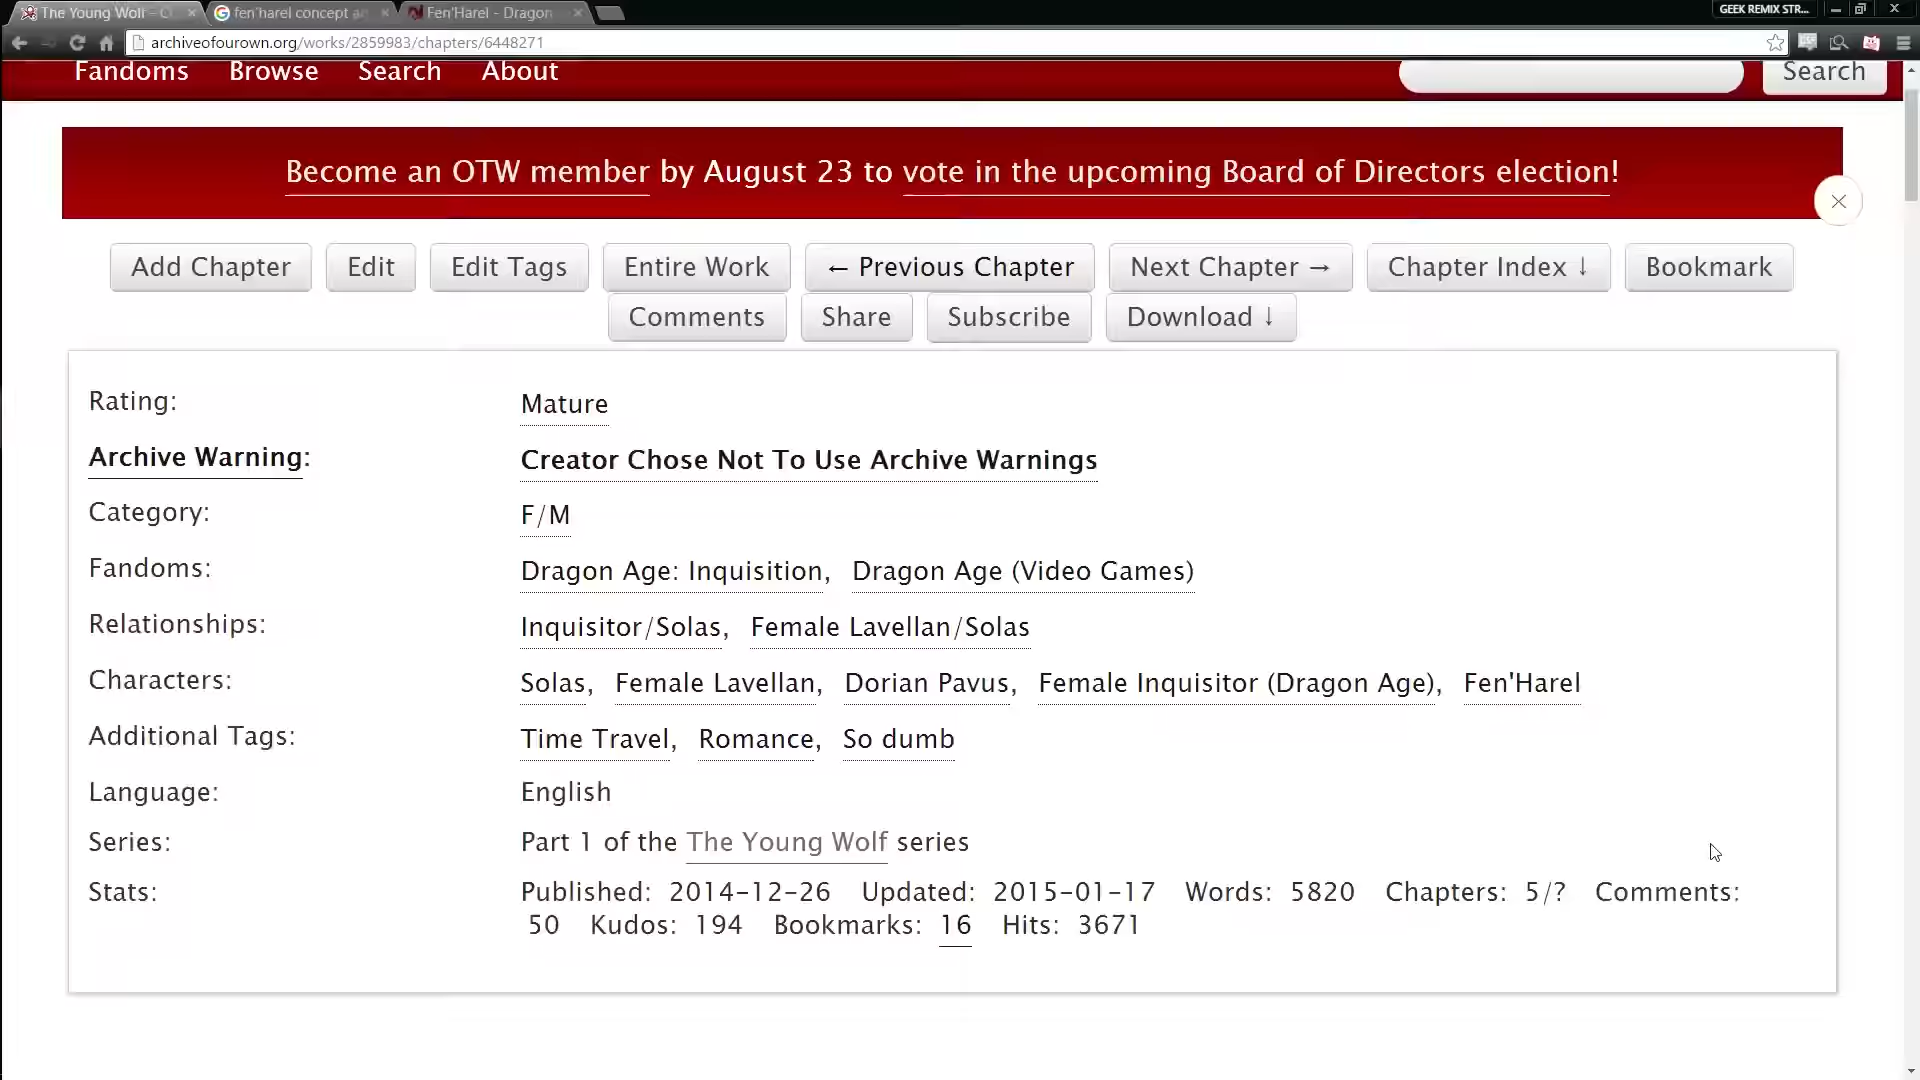 The Young Wolf - C
fen'harel concept a
Fen'Harel - Dragon
GEEK REMIX STR...
archiveofourown.org/works/2859983/chapters/6448271
Fandoms Browse Search About Search
Become an OTW member by August 23 to vote in the upcoming Board of Directors election!
Add Chapter Edit Edit Tags Entire Work ← Previous Chapter Next Chapter → Chapter Index ↓ Bookmark
Comments Share Subscribe Download ↓
Rating: Mature
Archive Warning: Creator Chose Not To Use Archive Warnings
Category: F/M
Fandoms: Dragon Age: Inquisition, Dragon Age (Video Games)
Relationships: Inquisitor/Solas, Female Lavellan/Solas
Characters: Solas, Female Lavellan, Dorian Pavus, Female Inquisitor (Dragon Age), Fen'Harel
Additional Tags: Time Travel, Romance, So dumb
Language: English
Series: Part 1 of the The Young Wolf series
Stats: Published: 2014-12-26 Updated: 2015-01-17 Words: 5820 Chapters: 5/? Comments:
50 Kudos: 194 Bookmarks: 16 Hits: 3671